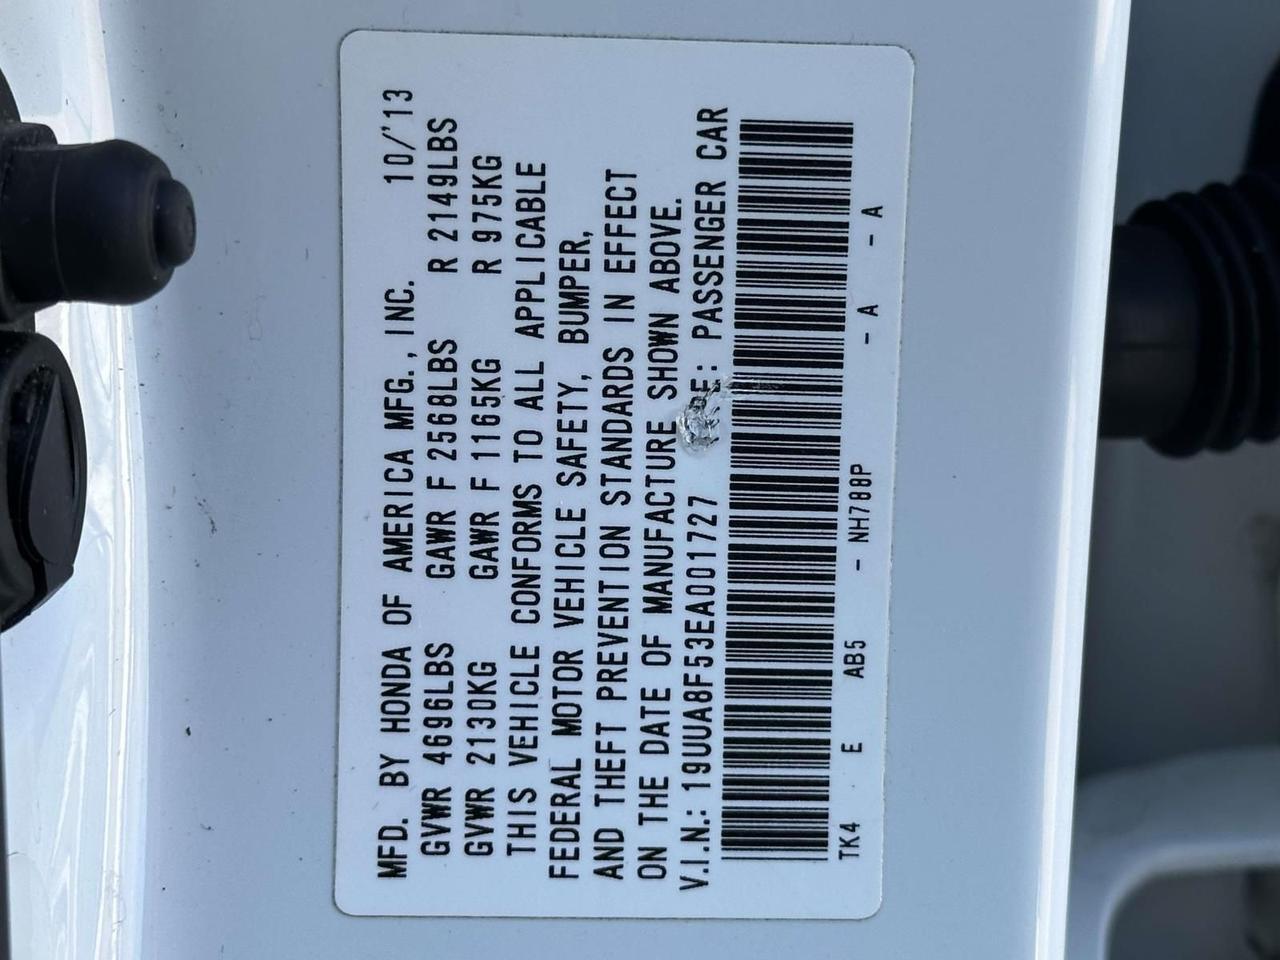 MFD. BY HONDA OF AMERICA MFG., INC. 10/'13
GVWR 4696LBS GAWR F 2568LBS R 2149LBS
GVWR 2130KG GAWR F 1165KG R 975KG
THIS VEHICLE CONFORMS TO ALL APPLICABLE
FEDERAL MOTOR VEHICLE SAFETY, BUMPER,
AND THEFT PREVENTION STANDARDS IN EFFECT
ON THE DATE OF MANUFACTURE SHOWN ABOVE.
V.I.N.: 19UUA8F53EA001727 PASSENGER CAR
TK4 E AB5 - NH788P - A - A